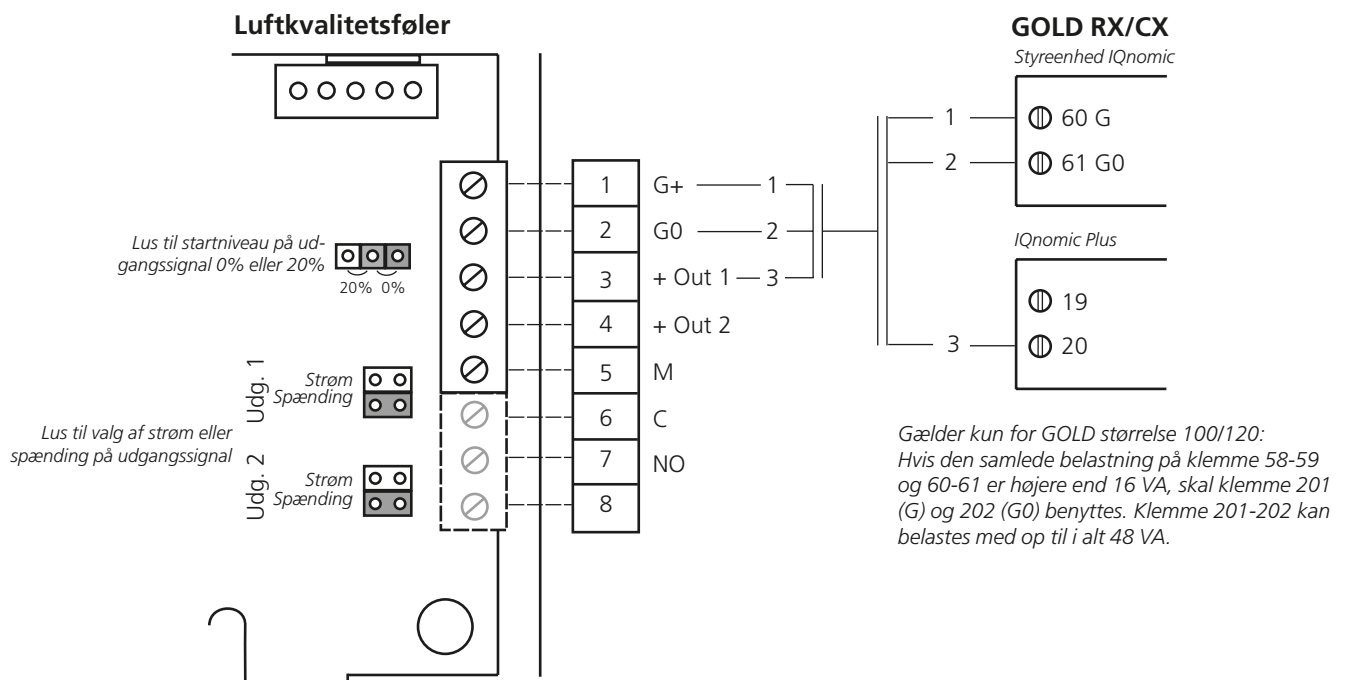 Luftkvalitetsføler
GOLD RX/CX
Styreenhed IQnomic
1
60 G
2
61 G0
IQnomic Plus
19
3
20
1
G+
1
2
G0
2
3
+ Out 1
3
4
+ Out 2
5
M
6
C
7
NO
8
Lus til startniveau på ud-
gangssignal 0% eller 20%
20% 0%
Udg. 1
Strøm
Spænding
Lus til valg af strøm eller
spænding på udgangssignal
Udg. 2
Strøm
Spænding
Gælder kun for GOLD størrelse 100/120:
Hvis den samlede belastning på klemme 58-59
og 60-61 er højere end 16 VA, skal klemme 201
(G) og 202 (G0) benyttes. Klemme 201-202 kan
belastes med op til i alt 48 VA.